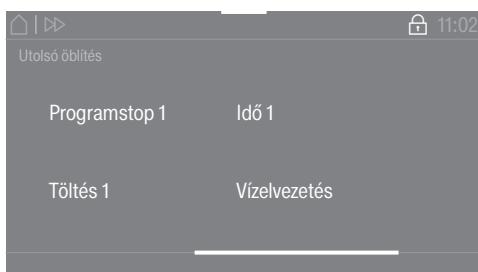 11:02
Utolsó öblítés
Programstop 1 Idő 1
Töltés 1 Vízelvezetés